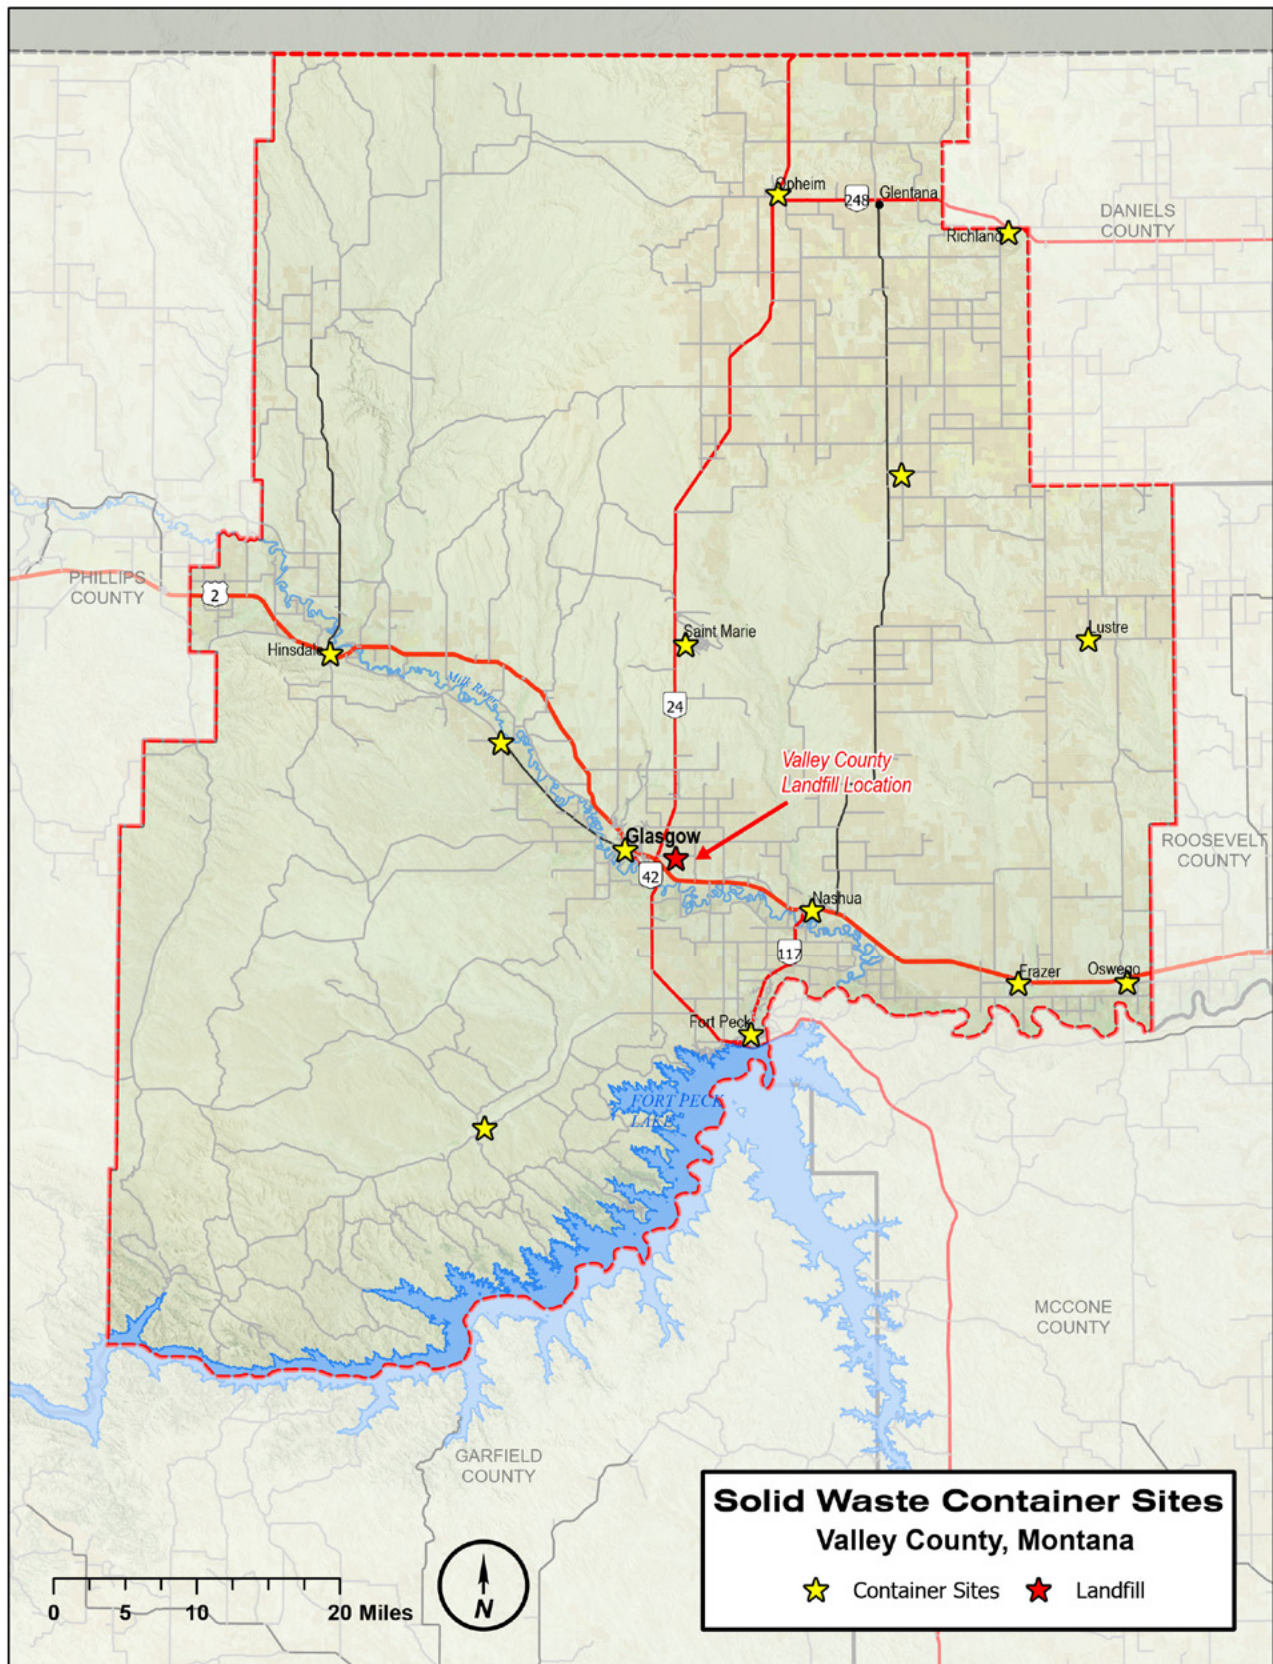 Opheim
248
Glentana
DANIELS
COUNTY
Richland
PHILLIPS
COUNTY
2
Hinsdale
Saint Marie
Lustre
Milk River
24
Valley County
Landfill Location
Glasgow
ROOSEVELT
COUNTY
42
Nashua
117
Frazer
Oswego
Fort Peck
FORT PECK
LAKE
MCCONE
COUNTY
GARFIELD
COUNTY
Solid Waste Container Sites
Valley County, Montana
Container Sites
Landfill
0 5 10 20 Miles
N